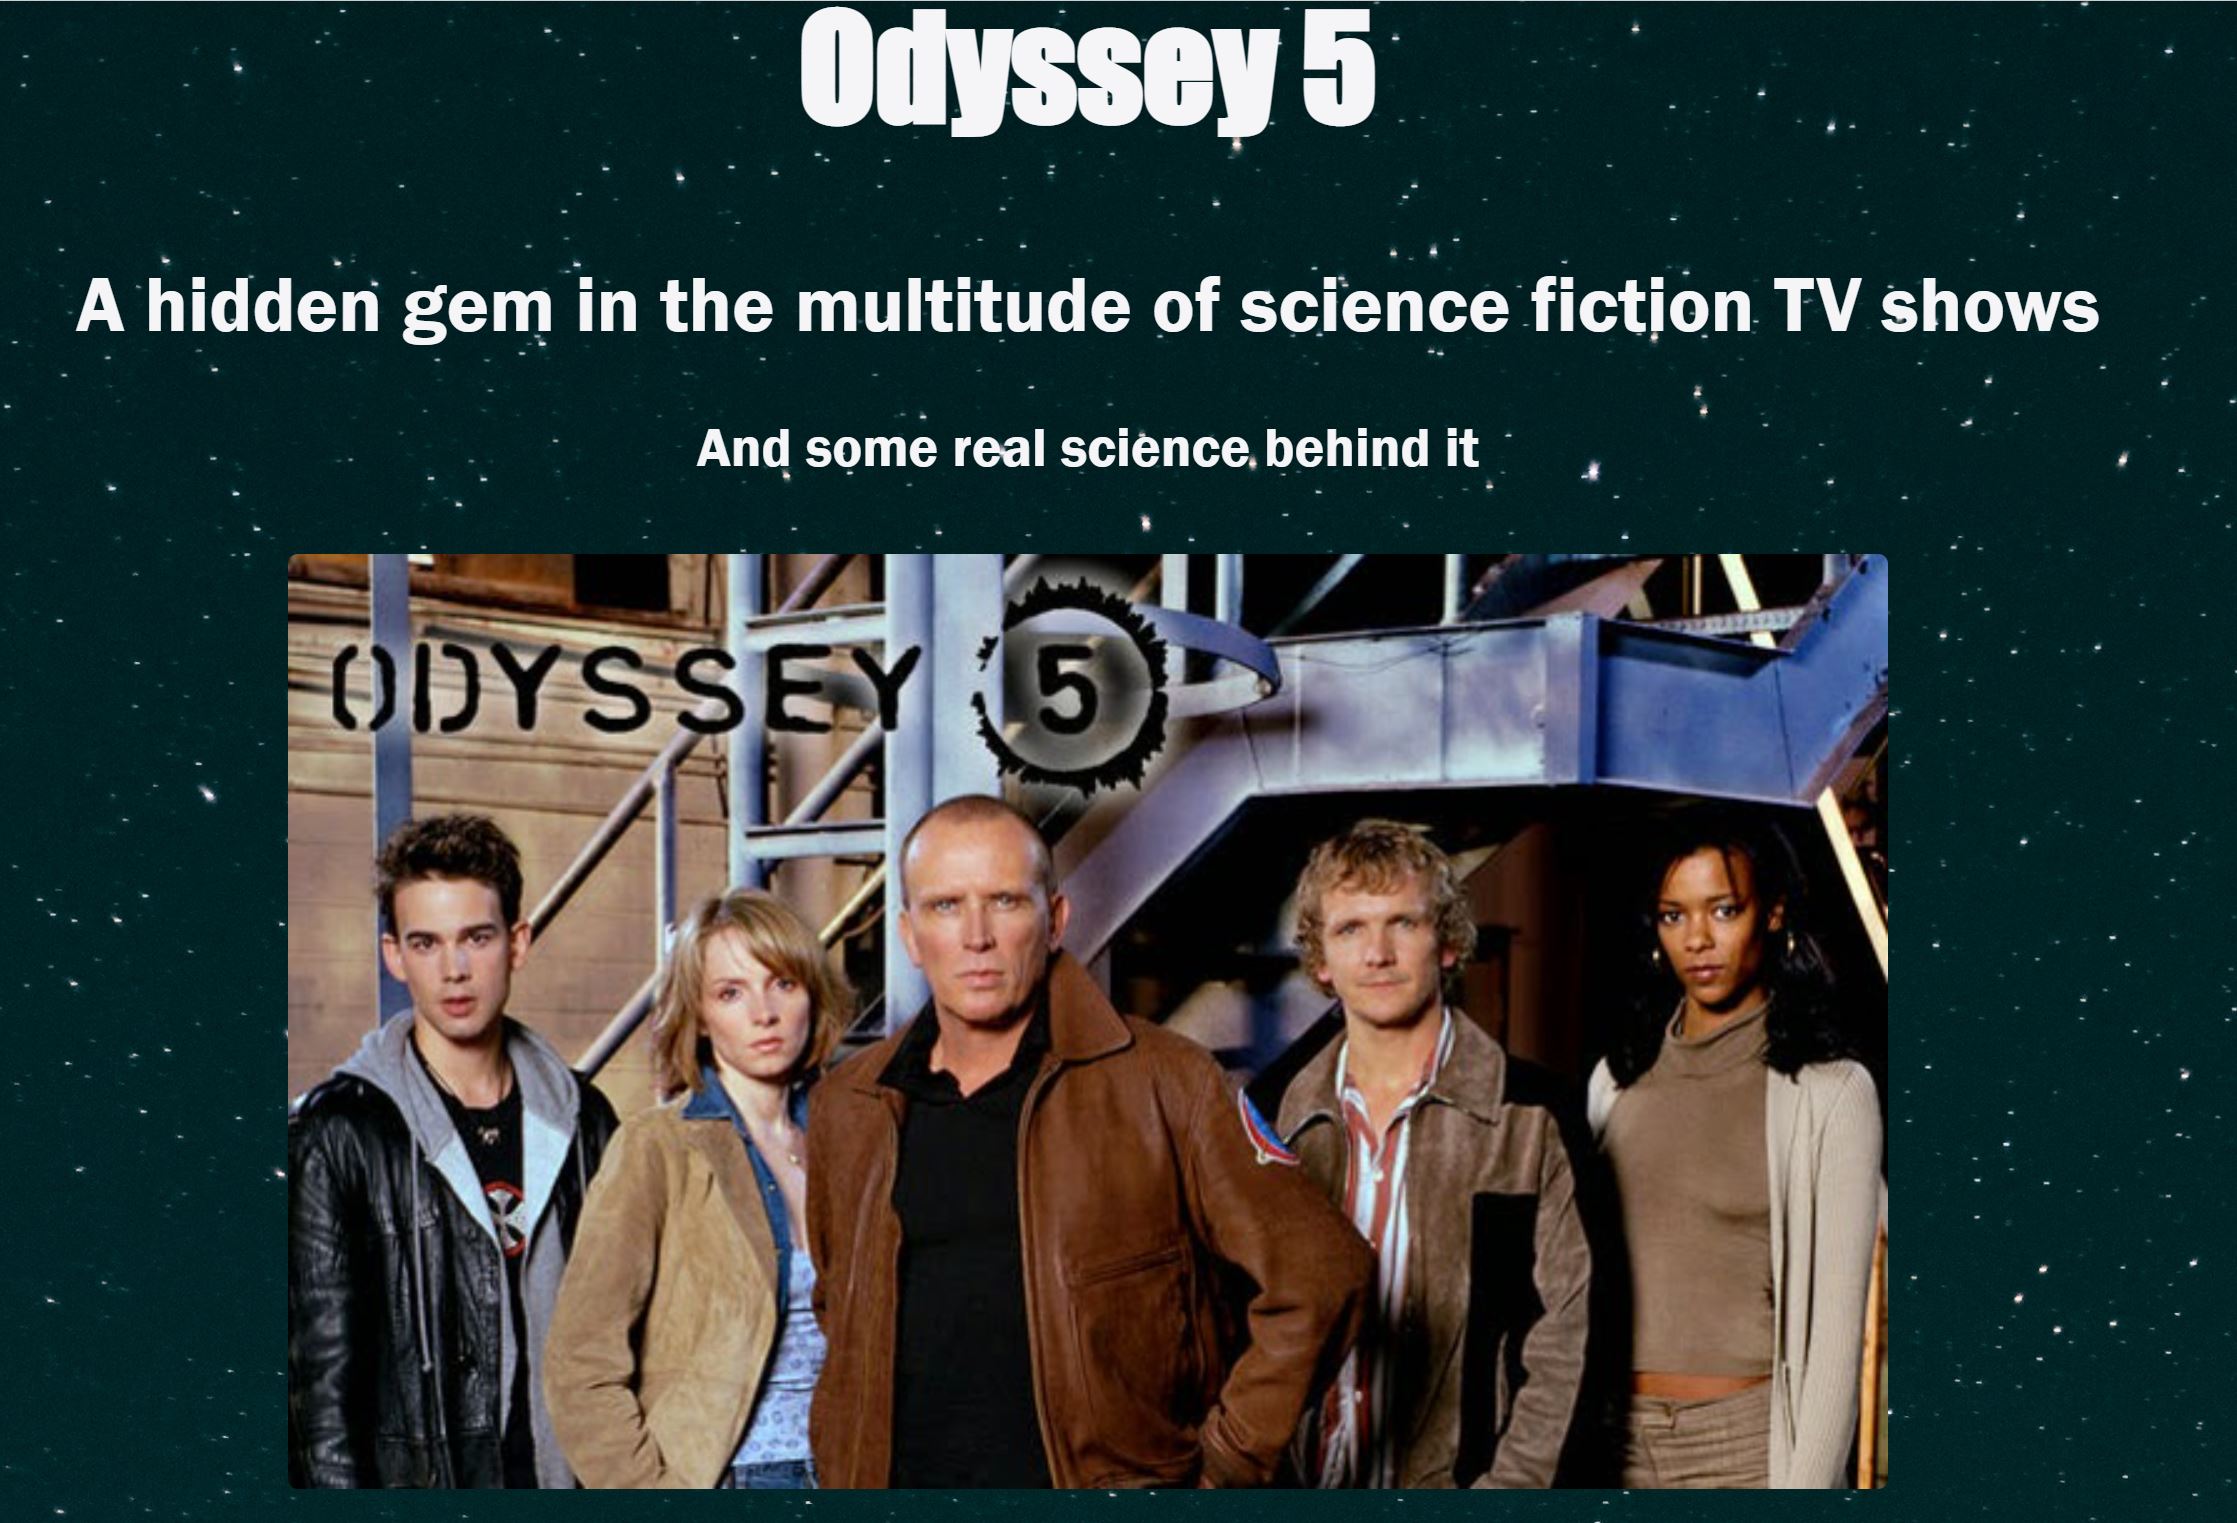 Odyssey 5
A hidden gem in the multitude of science fiction TV shows
And some real science behind it
ODYSSEY 5